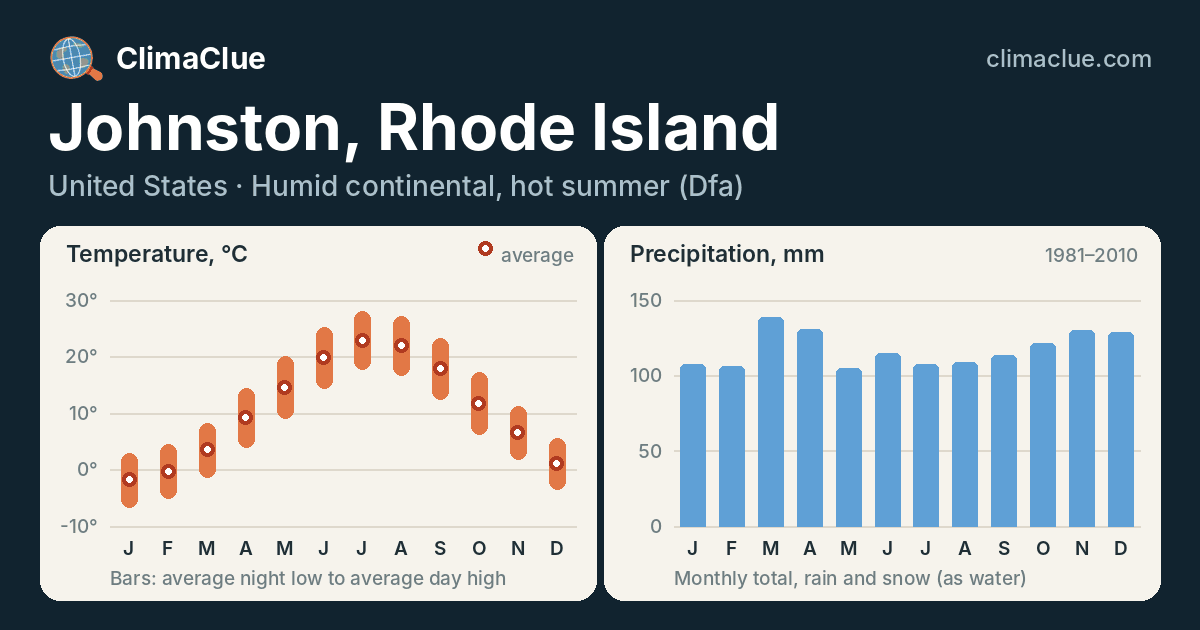 ClimaClue
climaclue.com
Johnston, Rhode Island
United States · Humid continental, hot summer (Dfa)
Temperature, °C
average
30°
20°
10°
0°
-10°
J F M A M J J A S O N D
Bars: average night low to average day high
Precipitation, mm
1981–2010
150
100
50
0
J F M A M J J A S O N D
Monthly total, rain and snow (as water)